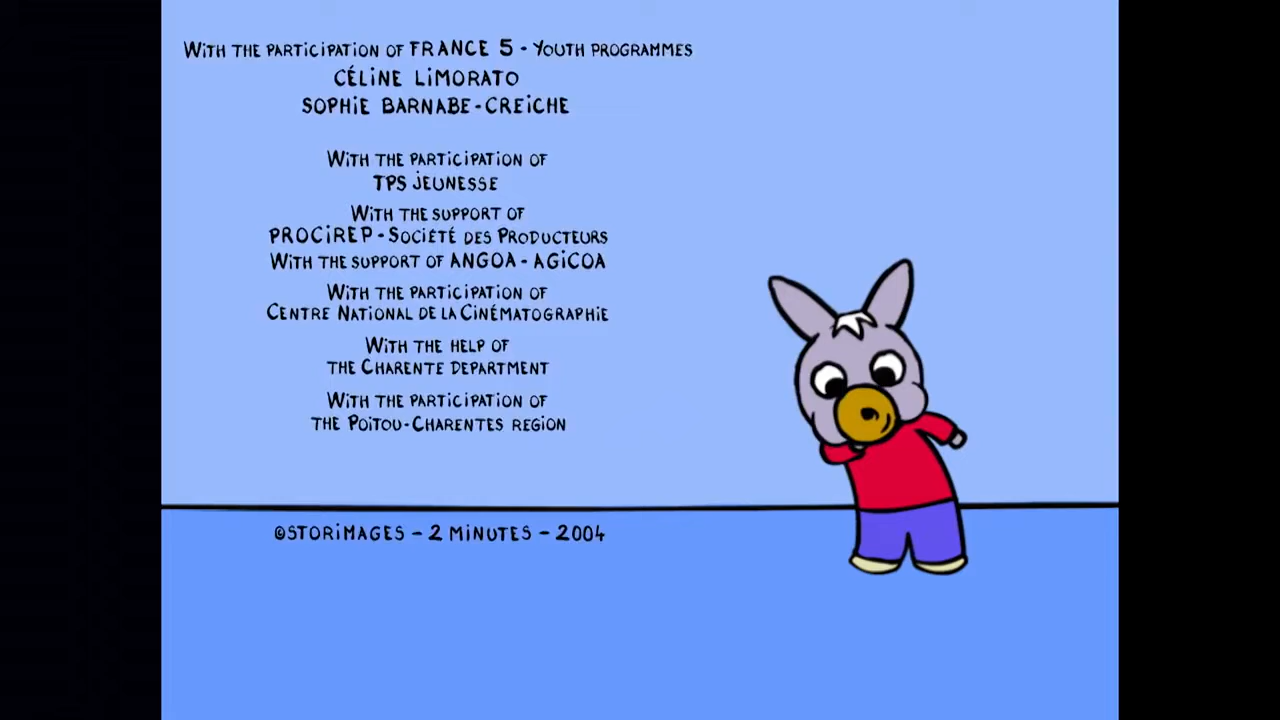 WiTH THE PARTiCiPATiON OF FRANCE 5 - YOUTH PROGRAMMES
CÉLiNE LiMORATO
SOPHiE BARNABE-CREiCHE
WiTH THE PARTiCiPATiON OF
TPS JEUNESSE
WiTH THE SUPPORT OF
PROCiREP - SOCiÉTÉ DES PRODUCTEURS
WiTH THE SUPPORT OF ANGOA - AGiCOA
WiTH THE PARTiCiPATiON OF
CENTRE NATiONAL DE LA CiNÉMATOGRAPHiE
WiTH THE HELP OF
THE CHARENTE DEPARTMENT
WiTH THE PARTiCiPATiON OF
THE POiTOU-CHARENTES REGiON
©STORiMAGES - 2 MiNUTES - 2004